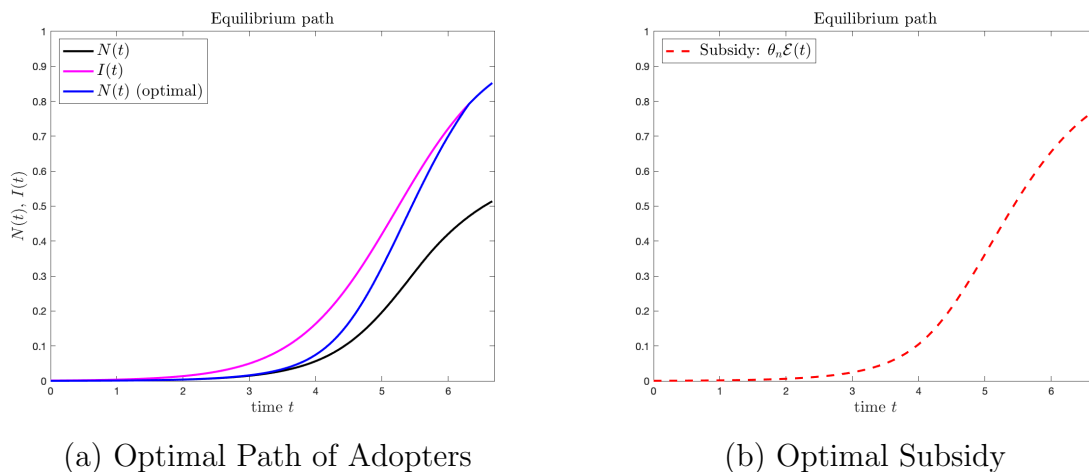 Equilibrium path
1
0.9
0.8
0.7
0.6
0.5
0.4
0.3
0.2
0.1
0
N(t), I(t)
N(t)
I(t)
N(t) (optimal)
0 1 2 3 4 5 6
time t
(a) Optimal Path of Adopters
Equilibrium path
1
0.9
0.8
0.7
0.6
0.5
0.4
0.3
0.2
0.1
0
Subsidy: θₙℰ(t)
0 1 2 3 4 5 6
time t
(b) Optimal Subsidy